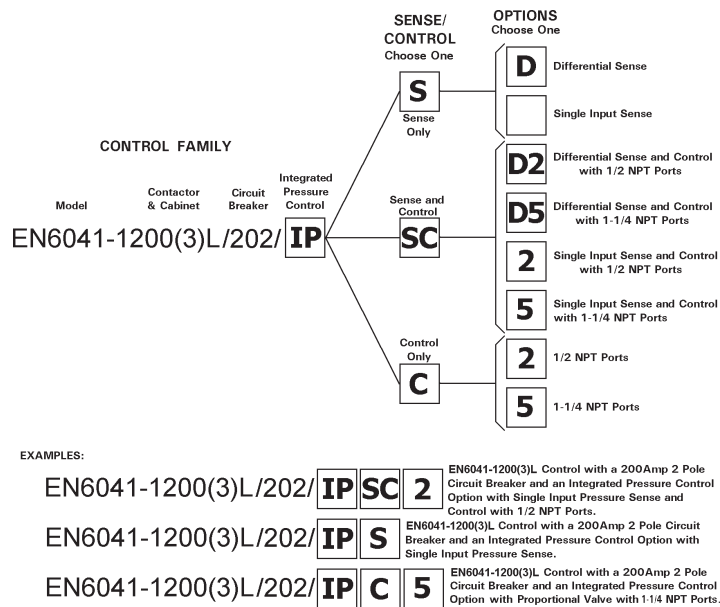 SENSE/
CONTROL
Choose One
OPTIONS
Choose One
S
Sense
Only
D
Differential Sense
Single Input Sense
CONTROL FAMILY
Model
Contactor
& Cabinet
Circuit
Breaker
Integrated
Pressure
Control
EN6041-1200(3)L/202/ IP
Sense and
Control
SC
D2
Differential Sense and Control
with 1/2 NPT Ports
D5
Differential Sense and Control
with 1-1/4 NPT Ports
2
Single Input Sense and Control
with 1/2 NPT Ports
5
Single Input Sense and Control
with 1-1/4 NPT Ports
Control
Only
C
2
1/2 NPT Ports
5
1-1/4 NPT Ports
EXAMPLES:
EN6041-1200(3)L/202/ IP SC 2
EN6041-1200(3)L Control with a 200Amp 2 Pole
Circuit Breaker and an Integrated Pressure Control
Option with Single Input Pressure Sense and
Control with 1/2 NPT Ports.
EN6041-1200(3)L/202/ IP S
EN6041-1200(3)L Control with a 200Amp 2 Pole Circuit
Breaker and an Integrated Pressure Control Option with
Single Input Pressure Sense.
EN6041-1200(3)L/202/ IP C 5
EN6041-1200(3)L Control with a 200Amp 2 Pole
Circuit Breaker and an Integrated Pressure Control
Option with Proportional Valve with 1-1/4 NPT Ports.